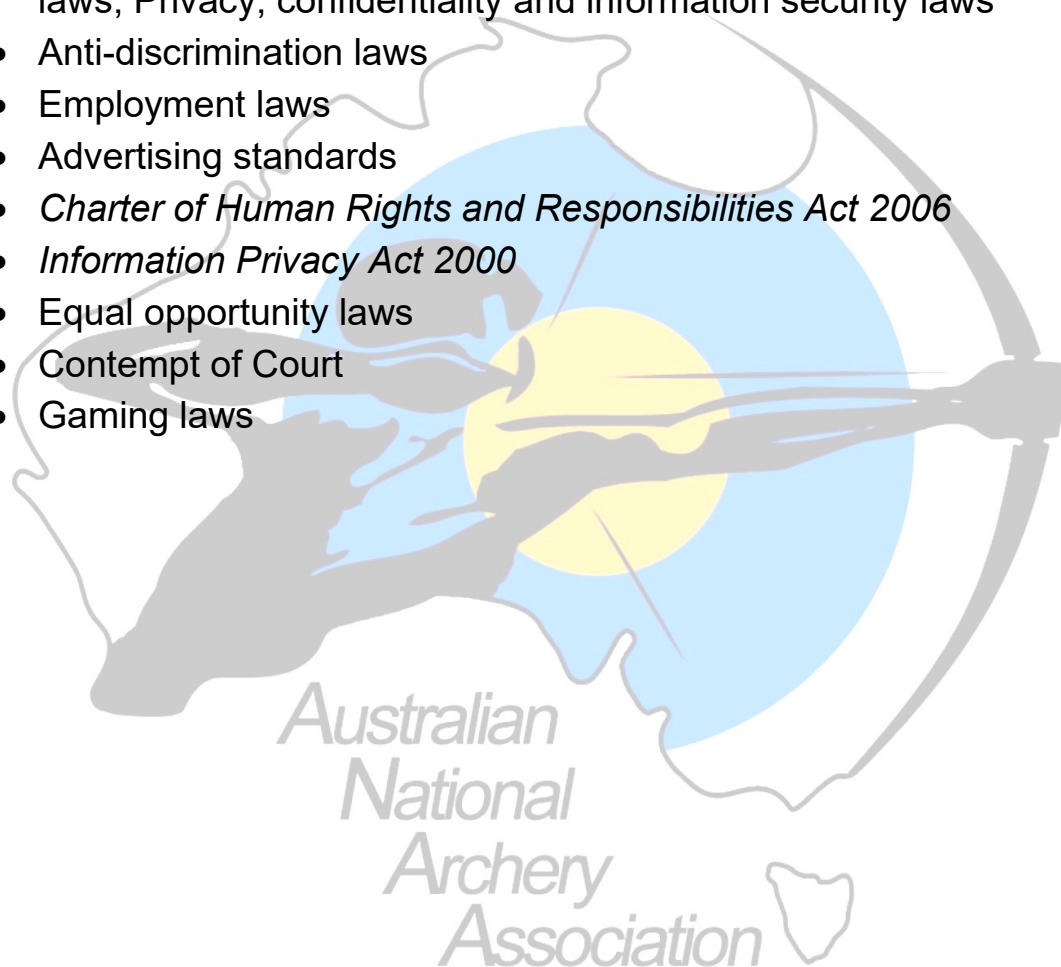 laws; Privacy, confidentiality and information security laws
• Anti-discrimination laws
• Employment laws
• Advertising standards
• Charter of Human Rights and Responsibilities Act 2006
• Information Privacy Act 2000
• Equal opportunity laws
• Contempt of Court
• Gaming laws
Australian
National
Archery
Association